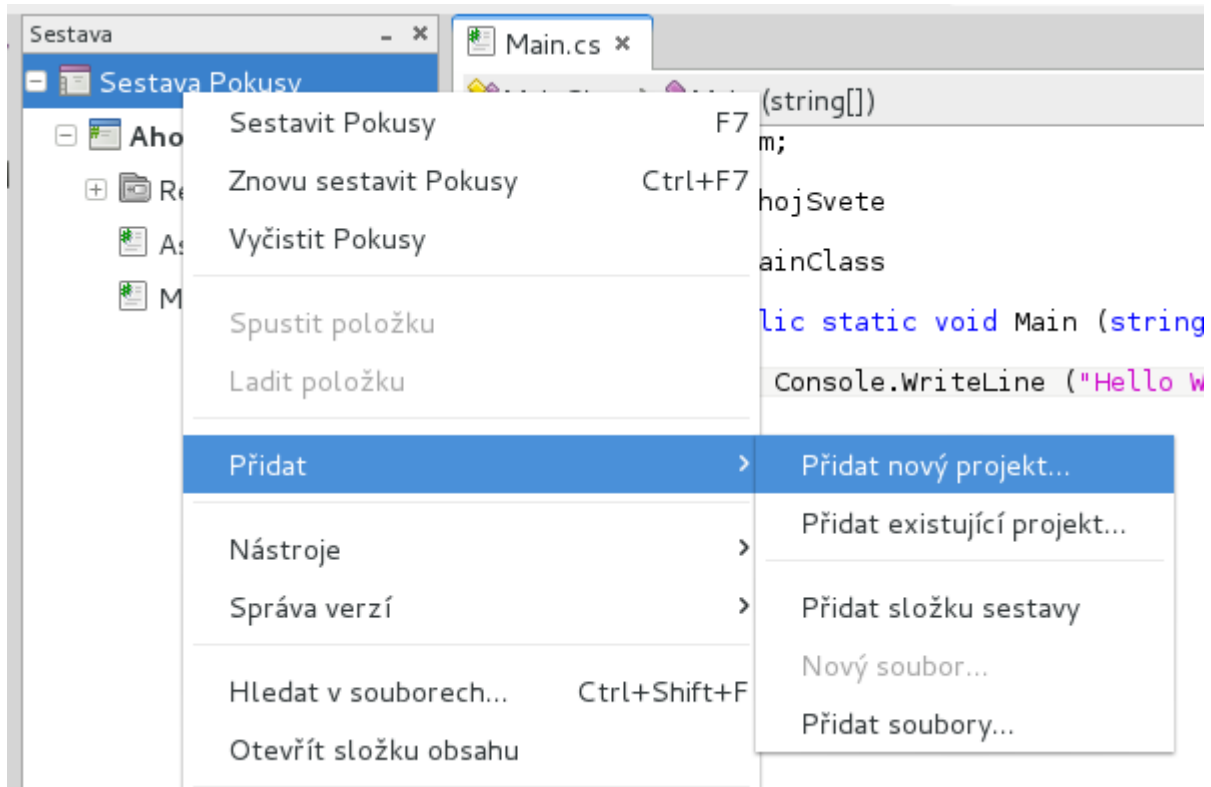 Sestava
Main.cs
Sestava Pokusy
(string[])
Sestavit Pokusy F7
m;
Aho
Znovu sestavit Pokusy Ctrl+F7
Re
hojSvete
Vyčistit Pokusy
As
ainClass
M
Spustit položku
lic static void Main (string
Ladit položku
Console.WriteLine ("Hello W
Přidat
Přidat nový projekt...
Přidat existující projekt...
Nástroje
Správa verzí
Přidat složku sestavy
Nový soubor...
Hledat v souborech... Ctrl+Shift+F
Přidat soubory...
Otevřít složku obsahu